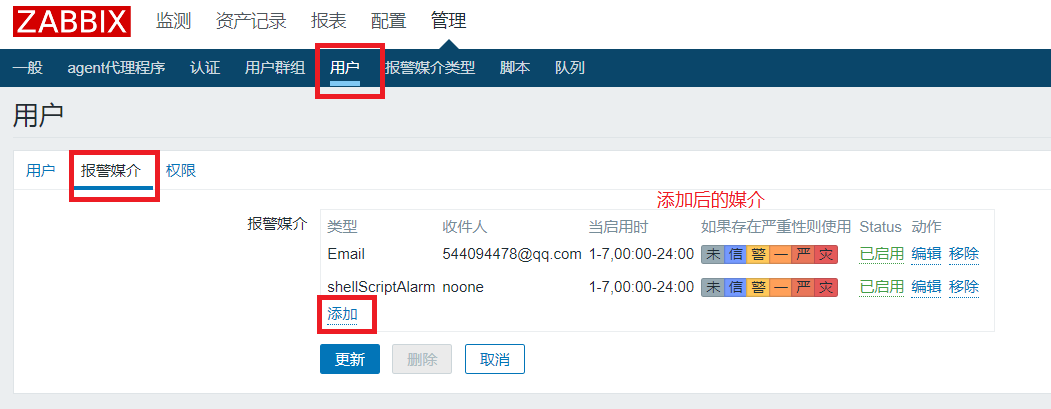 ZABBIX 监测 资产记录 报表 配置 管理
一般 agent代理程序 认证 用户群组 用户 报警媒介类型 脚本 队列
用户
用户 报警媒介 权限
添加后的媒介
报警媒介 类型 收件人 当启用时 如果存在严重性则使用 Status 动作
Email 544094478@qq.com 1-7,00:00-24:00 未 信 警 一 严 灾 已启用 编辑 移除
shellScriptAlarm noone 1-7,00:00-24:00 未 信 警 一 严 灾 已启用 编辑 移除
添加
更新 删除 取消